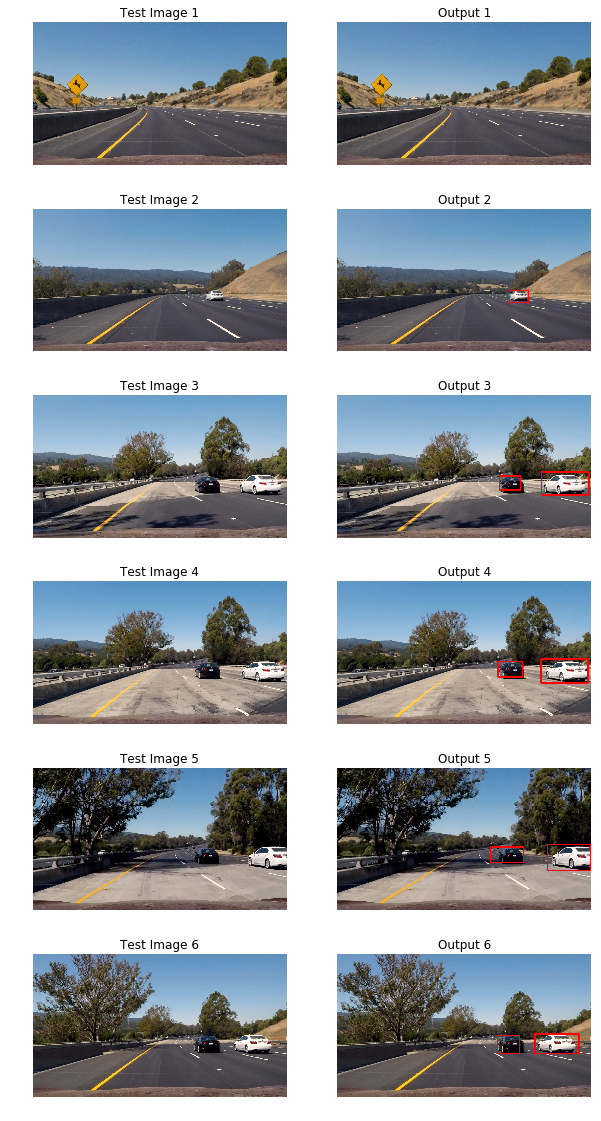 Test Image 1
Output 1
Test Image 2
Output 2
Test Image 3
Output 3
Test Image 4
Output 4
Test Image 5
Output 5
Test Image 6
Output 6